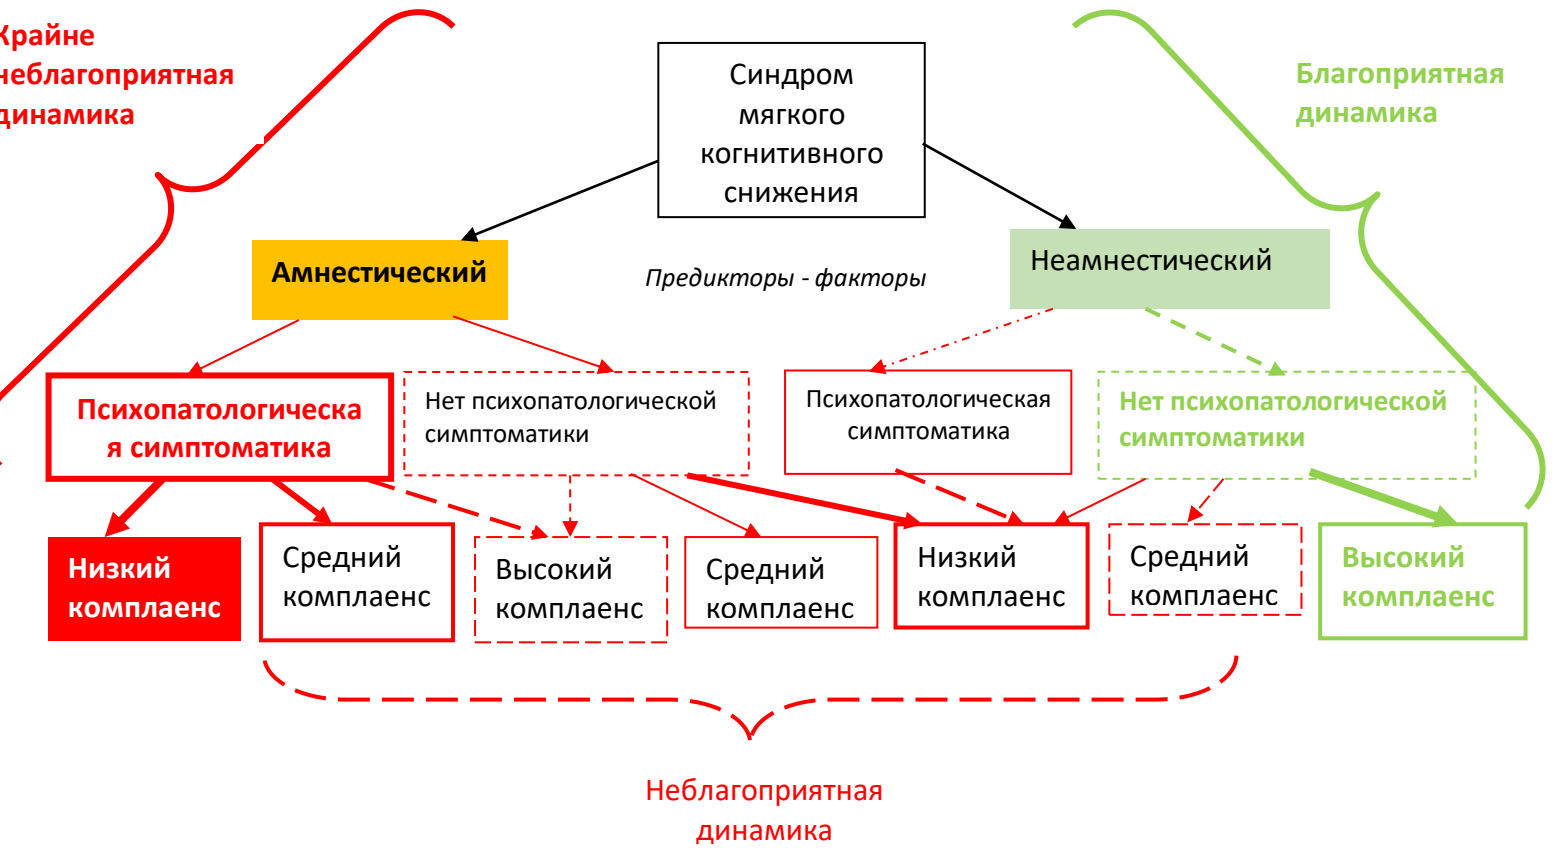 Крайне
неблагоприятная
динамика
Синдром
мягкого
когнитивного
снижения
Благоприятная
динамика
Амнестический
Предикторы - факторы
Неамнестический
Психопатологическа
я симптоматика
Нет психопатологической
симптоматики
Психопатологическая
симптоматика
Нет психопатологической
симптоматики
Низкий
комплаенс
Средний
комплаенс
Высокий
комплаенс
Средний
комплаенс
Низкий
комплаенс
Средний
комплаенс
Высокий
комплаенс
Неблагоприятная
динамика